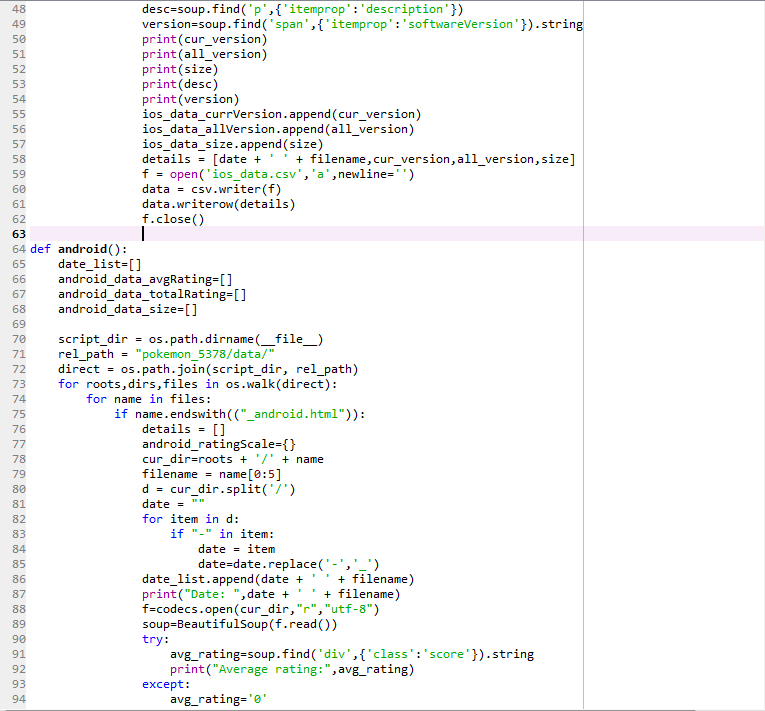 48 desc=soup.find('p',{'itemprop':'description'})
49 version=soup.find('span',{'itemprop':'softwareVersion'}).string
50 print(cur_version)
51 print(all_version)
52 print(size)
53 print(desc)
54 print(version)
55 ios_data_currVersion.append(cur_version)
56 ios_data_allVersion.append(all_version)
57 ios_data_size.append(size)
58 details = [date + ' ' + filename,cur_version,all_version,size]
59 f = open('ios_data.csv','a',newline='')
60 data = csv.writer(f)
61 data.writerow(details)
62 f.close()
63
64 def android():
65 date_list=[]
66 android_data_avgRating=[]
67 android_data_totalRating=[]
68 android_data_size=[]
69
70 script_dir = os.path.dirname(__file__)
71 rel_path = "pokemon_5378/data/"
72 direct = os.path.join(script_dir, rel_path)
73 for roots,dirs,files in os.walk(direct):
74 for name in files:
75 if name.endswith(("_android.html")):
76 details = []
77 android_ratingScale={}
78 cur_dir=roots + '/' + name
79 filename = name[0:5]
80 d = cur_dir.split('/')
81 date = ""
82 for item in d:
83 if "-" in item:
84 date = item
85 date=date.replace('-','_')
86 date_list.append(date + ' ' + filename)
87 print("Date: ",date + ' ' + filename)
88 f=codecs.open(cur_dir,"r","utf-8")
89 soup=BeautifulSoup(f.read())
90 try:
91 avg_rating=soup.find('div',{'class':'score'}).string
92 print("Average rating:",avg_rating)
93 except:
94 avg_rating='0'